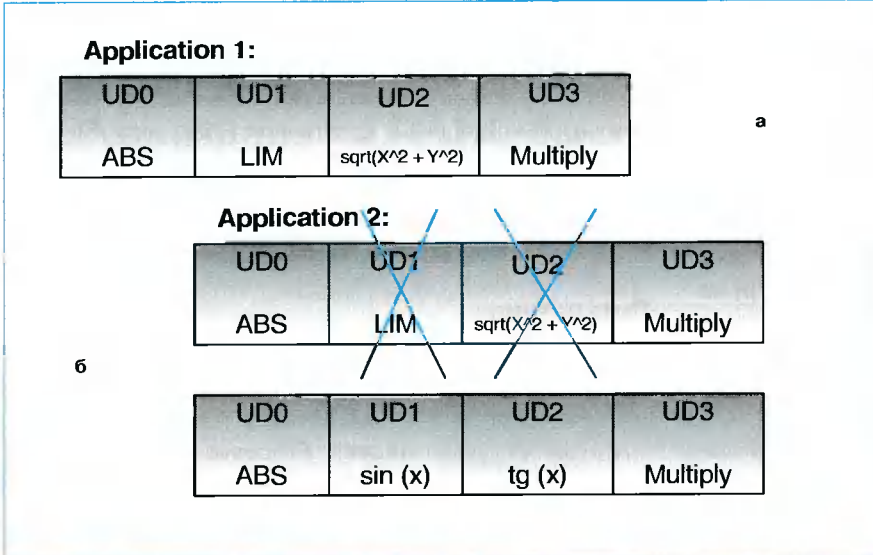 Application 1:
UD0 UD1 UD2 UD3
а
ABS LIM sqrt(X^2 + Y^2) Multiply
Application 2:
UD0 UD1 UD2 UD3
ABS LIM sqrt(X^2 + Y^2) Multiply
б
UD0 UD1 UD2 UD3
ABS sin (x) tg (x) Multiply